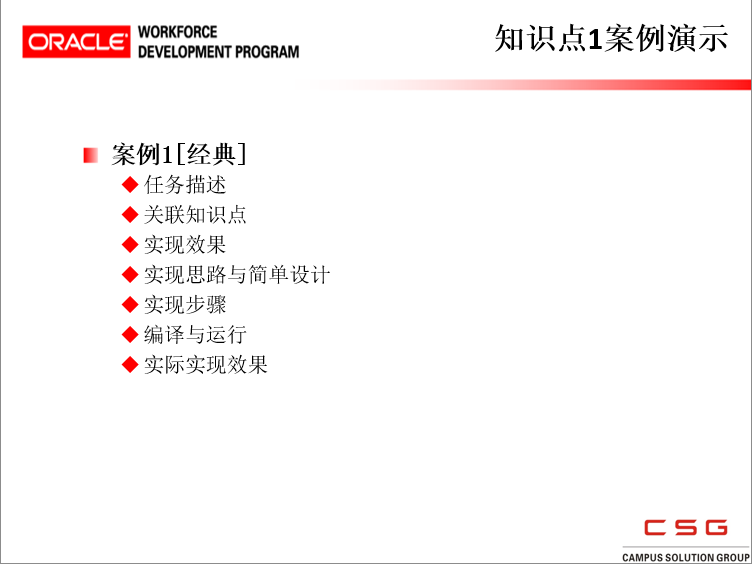 ORACLE
WORKFORCE
DEVELOPMENT PROGRAM
知识点1案例演示
案例1[经典]
任务描述
关联知识点
实现效果
实现思路与简单设计
实现步骤
编译与运行
实际实现效果
CSG
CAMPUS SOLUTION GROUP